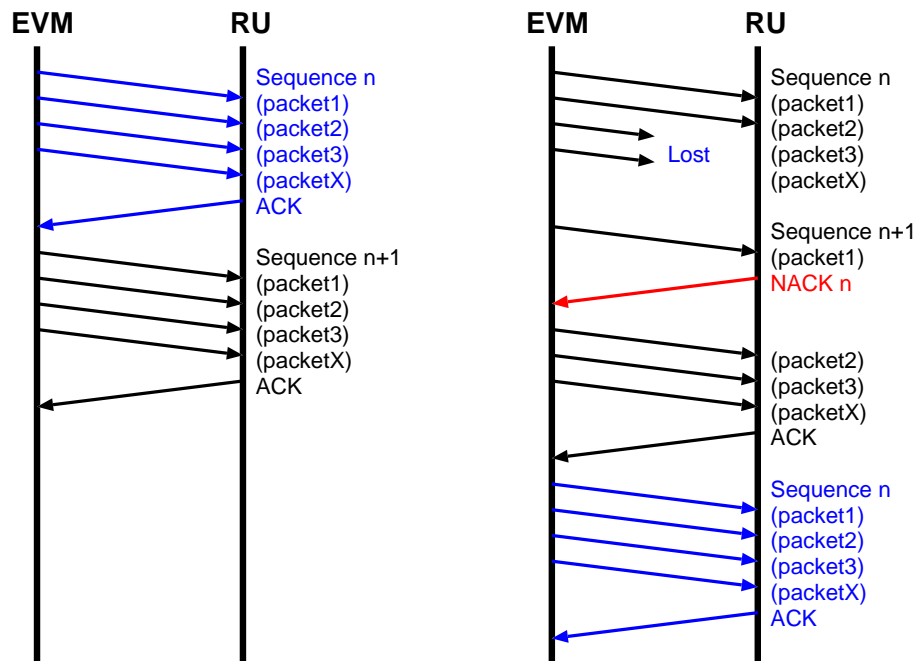 EVM RU
Sequence n
(packet1)
(packet2)
(packet3)
(packetX)
ACK
Sequence n+1
(packet1)
(packet2)
(packet3)
(packetX)
ACK
EVM RU
Sequence n
(packet1)
(packet2)
Lost
(packet3)
(packetX)
Sequence n+1
(packet1)
NACK n
(packet2)
(packet3)
(packetX)
ACK
Sequence n
(packet1)
(packet2)
(packet3)
(packetX)
ACK